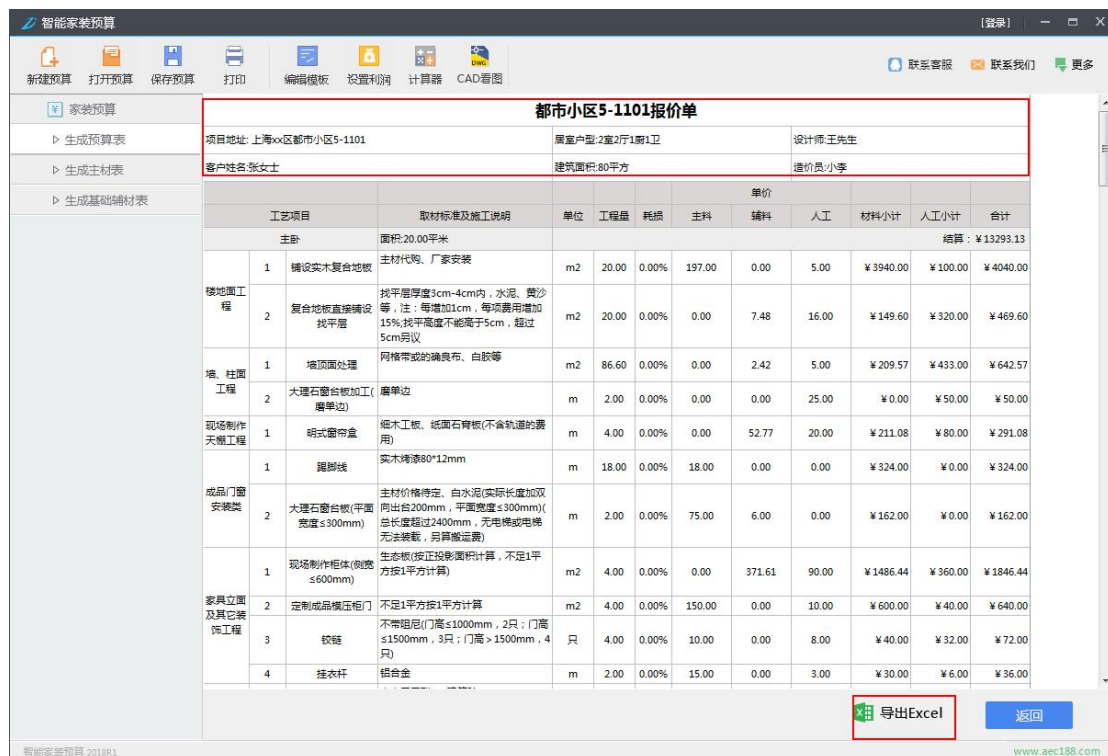 智能家装预算 [登录]
新建预算 打开预算 保存预算 打印 编辑模板 设置利润 计算器 CAD看图 联系客服 联系我们 更多
家装预算
生成预算表
生成主材表
生成基础辅材表
都市小区5-1101报价单
项目地址: 上海xx区都市小区5-1101 居室户型:2室2厅1厨1卫 设计师:王先生
客户姓名:张女士 建筑面积:80平方 造价员:小李
单价
工艺项目 取材标准及施工说明 单位 工程量 耗损 主料 辅料 人工 材料小计 人工小计 合计
主卧 面积:20.00平米 结算：￥13293.13
楼地面工
程
1 铺设实木复合地板 主材代购、厂家安装 m2 20.00 0.00% 197.00 0.00 5.00 ￥3940.00 ￥100.00 ￥4040.00
2 复合地板直接铺设
找平层
找平层厚度3cm-4cm内，水泥、黄沙
等，注：每增加1cm，每项费用增加
15%;找平高度不能高于5cm，超过
5cm另议
m2 20.00 0.00% 0.00 7.48 16.00 ￥149.60 ￥320.00 ￥469.60
墙、柱面
工程
1 墙顶面处理 网格带或的确良布、白胶等 m2 86.60 0.00% 0.00 2.42 5.00 ￥209.57 ￥433.00 ￥642.57
2 大理石窗台板加工(
磨单边)
磨单边 m 2.00 0.00% 0.00 0.00 25.00 ￥0.00 ￥50.00 ￥50.00
现场制作
天棚工程
1 明式窗帘盒 细木工板、纸面石膏板(不含轨道的费
用)
m 4.00 0.00% 0.00 52.77 20.00 ￥211.08 ￥80.00 ￥291.08
成品门窗
安装类
1 踢脚线 实木烤漆80*12mm m 18.00 0.00% 18.00 0.00 0.00 ￥324.00 ￥0.00 ￥324.00
2 大理石窗台板(平面
宽度≤300mm)
主材价格待定、白水泥(实际长度加双
向出台200mm，平面宽度≤300mm)(
总长度超过2400mm，无电梯或电梯
无法装载，另算搬运费)
m 2.00 0.00% 75.00 6.00 0.00 ￥162.00 ￥0.00 ￥162.00
家具立面
及其它装
饰工程
1 现场制作柜体(侧宽
≤600mm)
生态板(按正投影面积计算，不足1平
方按1平方计算)
m2 4.00 0.00% 0.00 371.61 90.00 ￥1486.44 ￥360.00 ￥1846.44
2 定制成品模压柜门 不足1平方按1平方计算 m2 4.00 0.00% 150.00 0.00 10.00 ￥600.00 ￥40.00 ￥640.00
3 铰链 不带阻尼(门高≤1000mm，2只；门高
≤1500mm，3只；门高＞1500mm，4
只)
只 4.00 0.00% 10.00 0.00 8.00 ￥40.00 ￥32.00 ￥72.00
4 挂衣杆 铝合金 m 2.00 0.00% 15.00 0.00 3.00 ￥30.00 ￥6.00 ￥36.00
导出Excel 返回
智能家装预算 2018R1 www.aec188.com